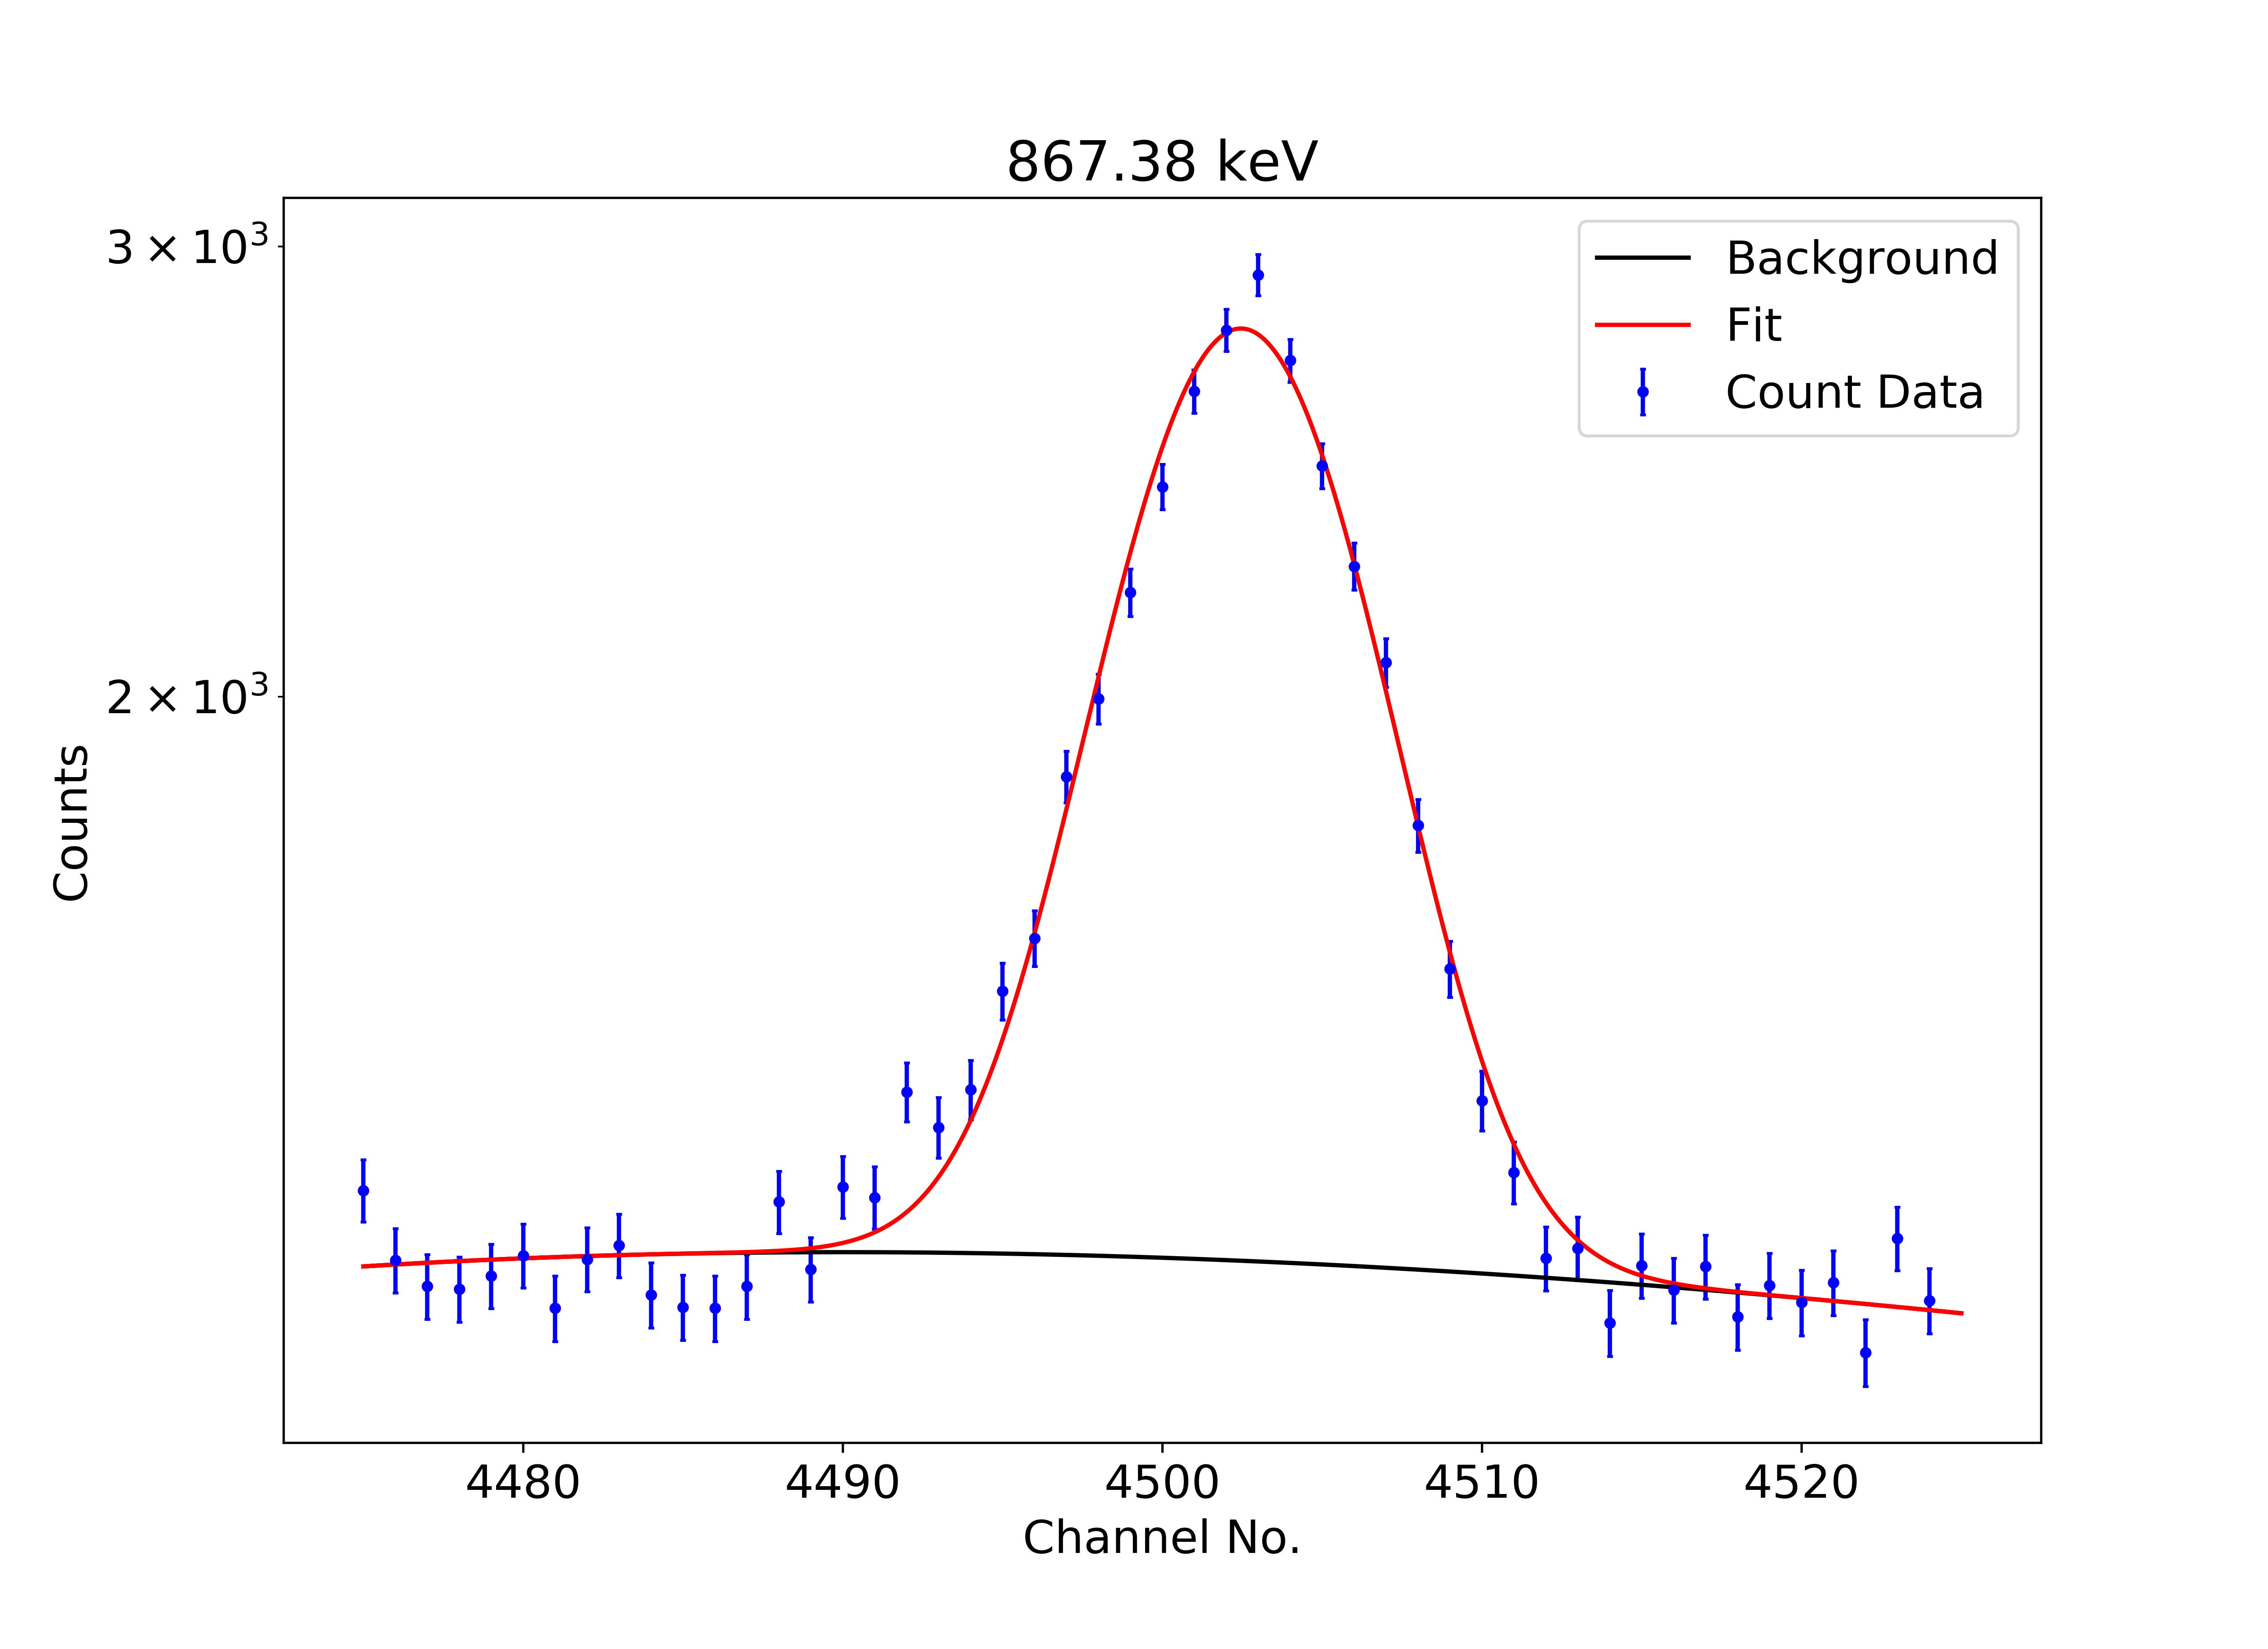 867.38 keV
3 × 10³
2 × 10³
Counts
Background
Fit
Count Data
4480 4490 4500 4510 4520
Channel No.